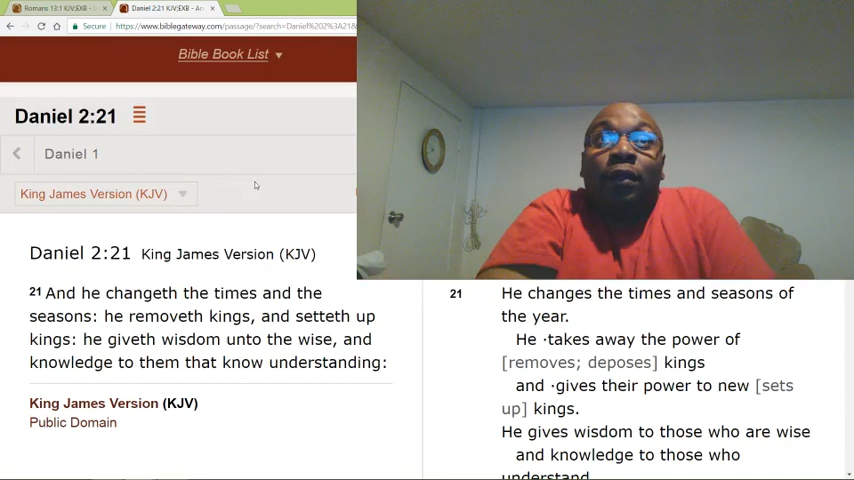 Romans 13:1 KJV;EXB -
Daniel 2:21 KJV;EXB -
Secure
https://www.biblegateway.com/passage/?search=Daniel%202%3A21&
Bible Book List
Daniel 2:21
Daniel 1
King James Version (KJV)
Daniel 2:21 King James Version (KJV)
21 And he changeth the times and the
seasons: he removeth kings, and setteth up
kings: he giveth wisdom unto the wise, and
knowledge to them that know understanding:
King James Version (KJV)
Public Domain
21 He changes the times and seasons of
the year.
He ·takes away the power of
[removes; deposes] kings
and ·gives their power to new [sets
up] kings.
He gives wisdom to those who are wise
and knowledge to those who
understand.